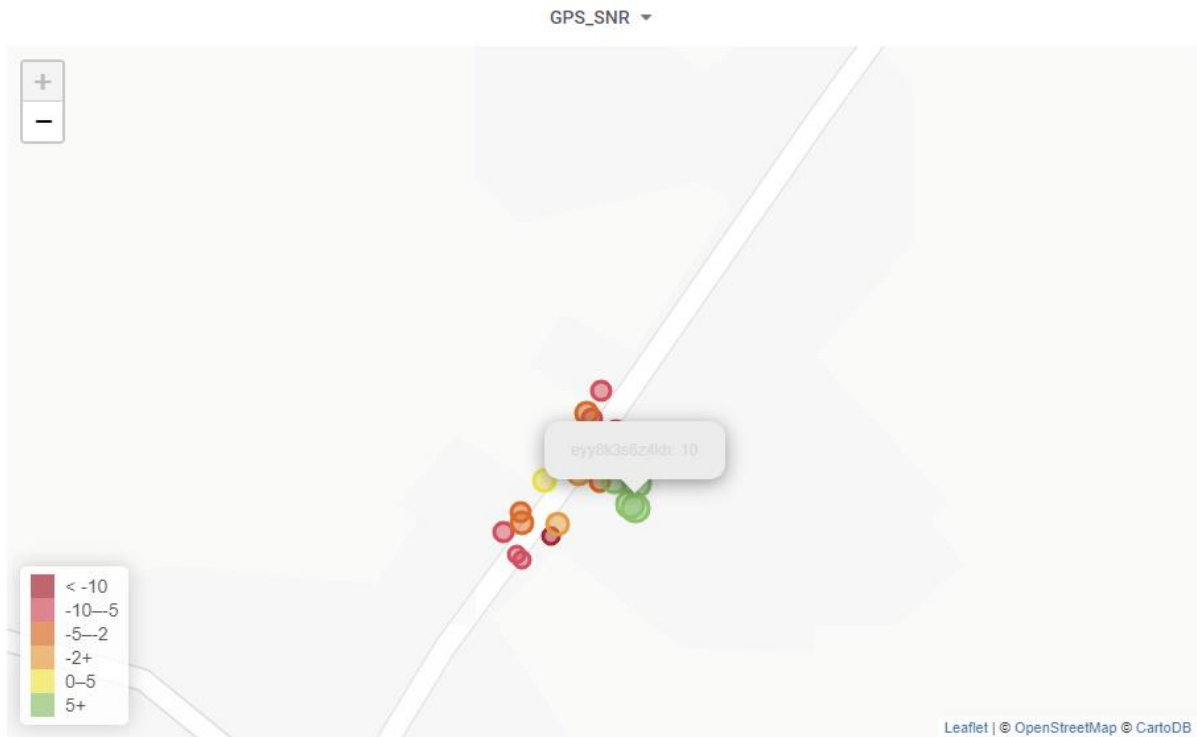 GPS_SNR
+
−
eyy8k3s6z4kh: 10
< -10
-10–-5
-5–-2
-2+
0–5
5+
Leaflet | © OpenStreetMap © CartoDB